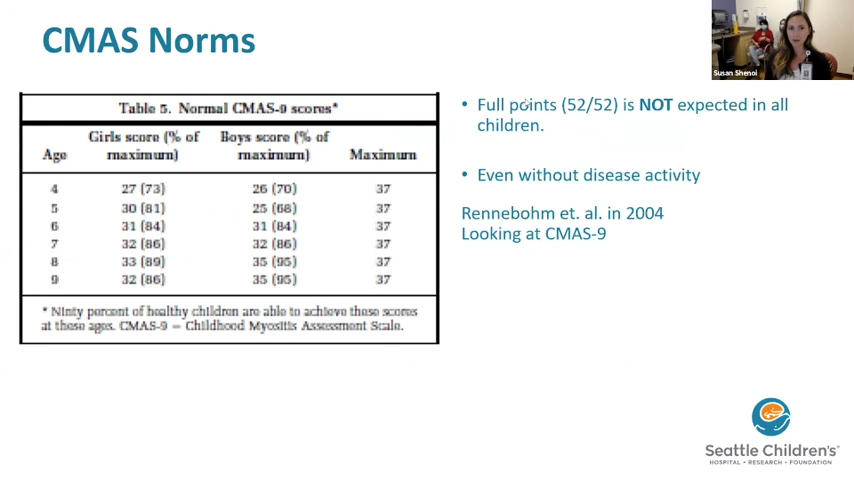 CMAS Norms
Susan Shenoi
Table 5. Normal CMAS-9 scores*
Age Girls score (% of maximum) Boys score (% of maximum) Maximum
4 27 (73) 26 (70) 37
5 30 (81) 25 (68) 37
6 31 (84) 31 (84) 37
7 32 (86) 32 (86) 37
8 33 (89) 35 (95) 37
9 32 (86) 35 (95) 37
* Ninty percent of healthy children are able to achieve these scores
at these ages. CMAS-9 = Childhood Myositis Assessment Scale.
• Full points (52/52) is NOT expected in all
children.
• Even without disease activity
Rennebohm et. al. in 2004
Looking at CMAS-9
Seattle Children's®
HOSPITAL • RESEARCH • FOUNDATION